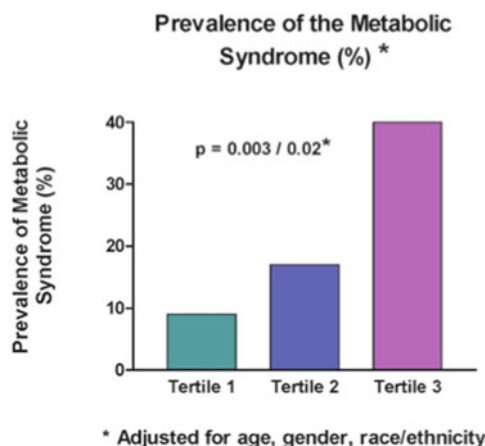 Prevalence of the Metabolic
Syndrome (%) *
Prevalence of Metabolic
Syndrome (%)
40
30
20
10
0
p = 0.003 / 0.02*
Tertile 1
Tertile 2
Tertile 3
* Adjusted for age, gender, race/ethnicity